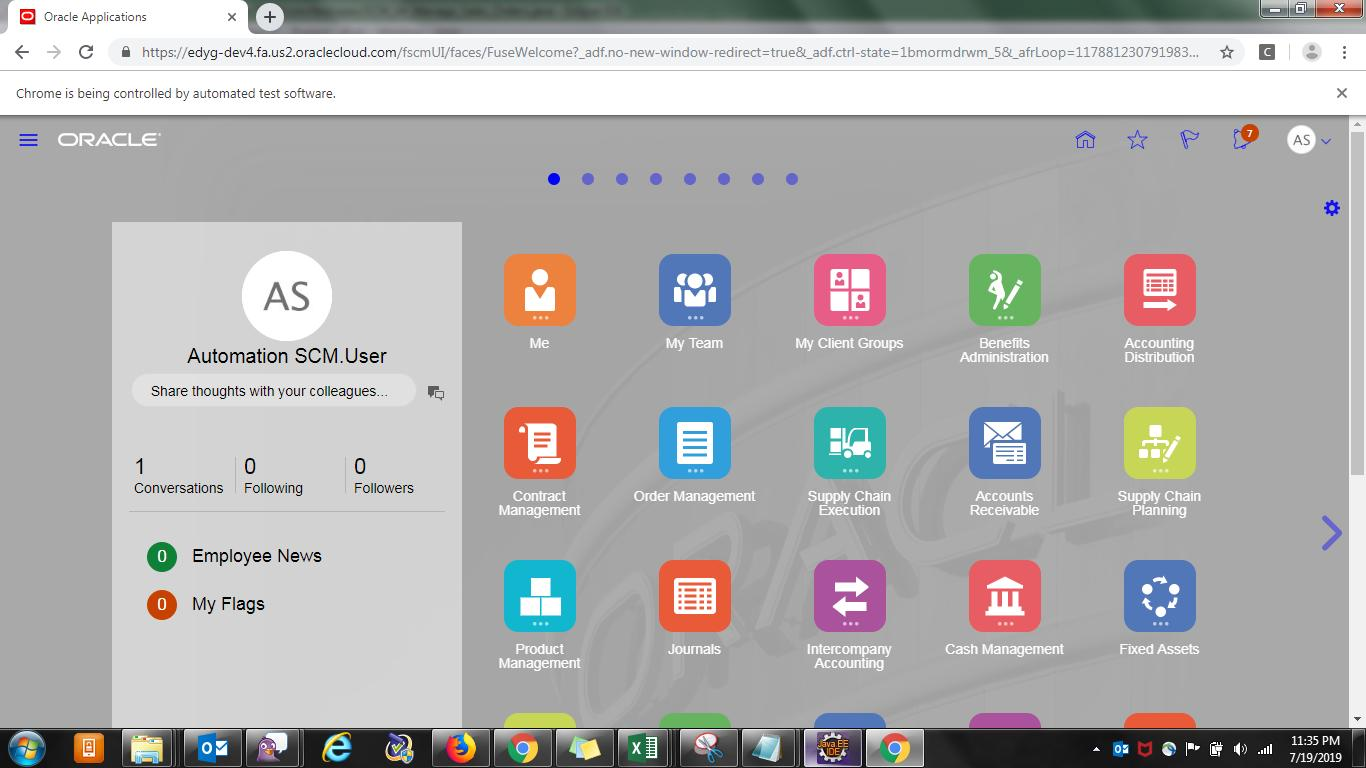 Oracle Applications
https://edyg-dev4.fa.us2.oraclecloud.com/fscmUI/faces/FuseWelcome?_adf.no-new-window-redirect=true&_adf.ctrl-state=1bmormdrwm_5&_afrLoop=117881230791983...
C
Chrome is being controlled by automated test software.
ORACLE
7
AS
AS
Automation SCM.User
Share thoughts with your colleagues...
1
Conversations
0
Following
0
Followers
0 Employee News
0 My Flags
Me
My Team
My Client Groups
Benefits
Administration
Accounting
Distribution
Contract
Management
Order Management
Supply Chain
Execution
Accounts
Receivable
Supply Chain
Planning
Product
Management
Journals
Intercompany
Accounting
Cash Management
Fixed Assets
Java EE
IDE
11:35 PM
7/19/2019